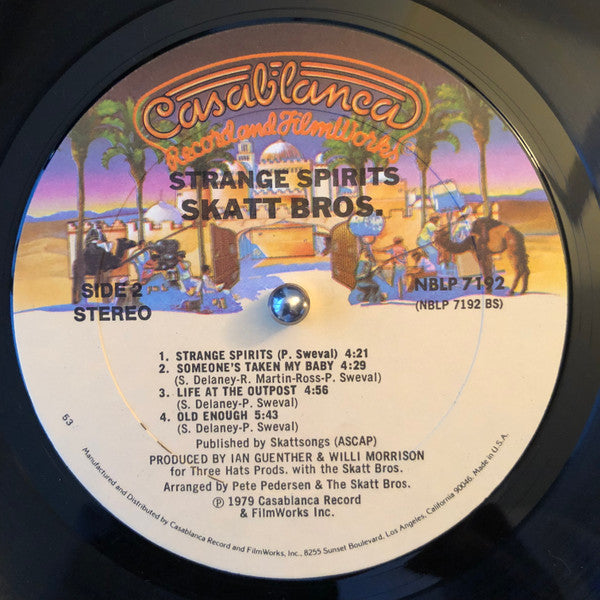 Casablanca
Record and FilmWorks
STRANGE SPIRITS
SKATT BROS.
SIDE 2
STEREO
NBLP 7192
(NBLP 7192 BS)
1. STRANGE SPIRITS (P. Sweval) 4:21
2. SOMEONE'S TAKEN MY BABY 4:29
(S. Delaney-R. Martin-Ross-P. Sweval)
3. LIFE AT THE OUTPOST 4:56
(S. Delaney-P. Sweval)
4. OLD ENOUGH 5:43
(S. Delaney-P. Sweval)
Published by Skattsongs (ASCAP)
PRODUCED BY IAN GUENTHER & WILLI MORRISON
for Three Hats Prods. with the Skatt Bros.
Arranged by Pete Pedersen & The Skatt Bros.
℗ 1979 Casablanca Record
& FilmWorks Inc.
53
Manufactured and Distributed by Casablanca Record and FilmWorks, Inc., 8255 Sunset Boulevard, Los Angeles, California 90046. Made in U.S.A.